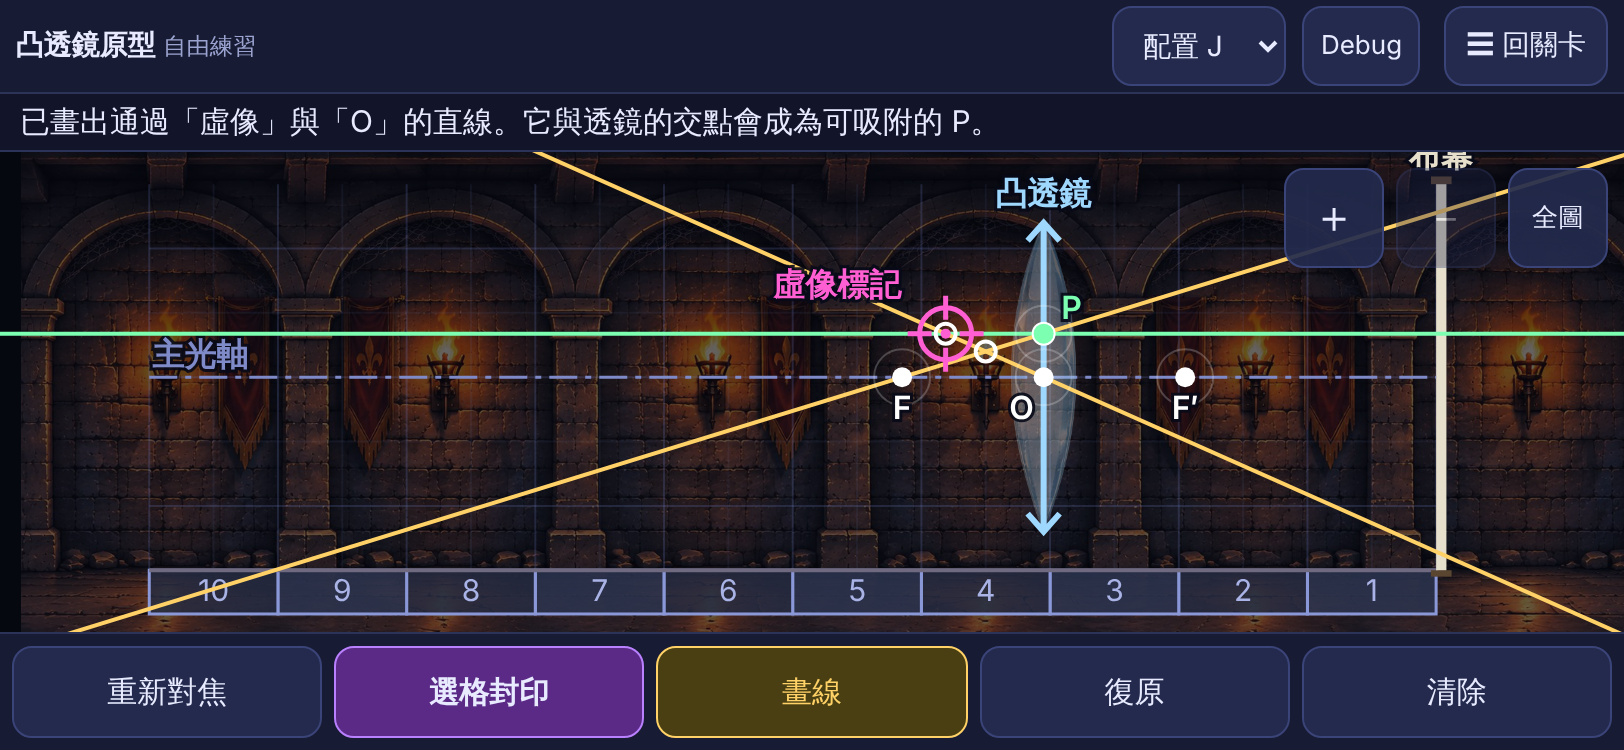 凸透鏡原型 自由練習
配置 J
Debug
☰ 回關卡
已畫出通過「虛像」與「O」的直線。它與透鏡的交點會成為可吸附的 P。
布幕
凸透鏡
+
−
全圖
虛像標記
P
主光軸
F
O
F′
10 9 8 7 6 5 4 3 2 1
重新對焦
選格封印
畫線
復原
清除